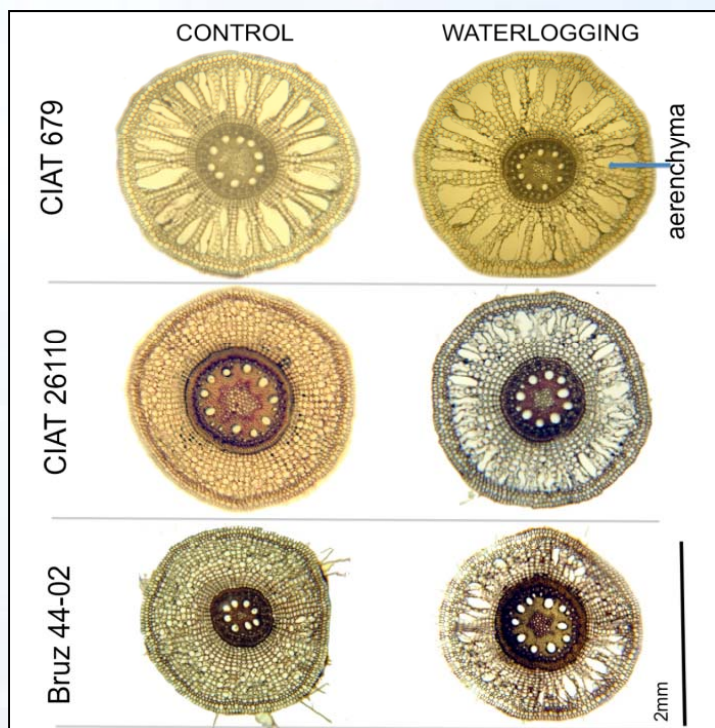 CONTROL
WATERLOGGING
CIAT 679
aerenchyma
CIAT 26110
Bruz 44-02
2mm